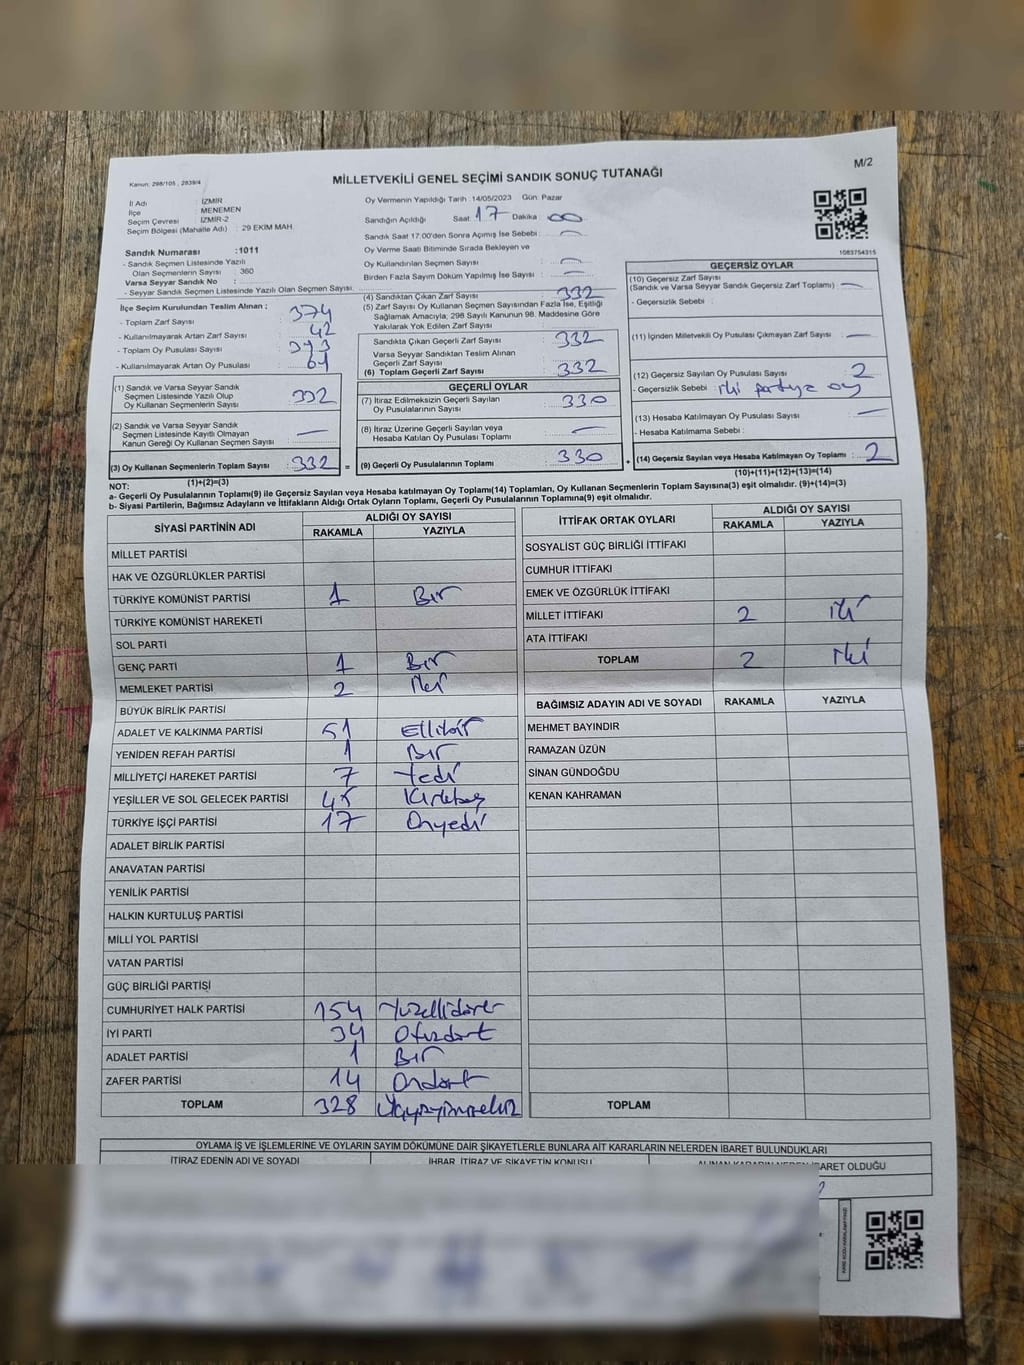 M/2
Kanun: 298/105 , 2839/4
MİLLETVEKİLİ GENEL SEÇİMİ SANDIK SONUÇ TUTANAĞI
İl Adı : İZMİR
İlçe : MENEMEN
Seçim Çevresi : İZMİR-2
Seçim Bölgesi (Mahalle Adı) : 29 EKİM MAH.
Sandık Numarası :1011
- Sandık Seçmen Listesinde Yazılı
Olan Seçmenlerin Sayısı : 360
Varsa Seyyar Sandık No :
- Seyyar Sandık Seçmen Listesinde Yazılı Olan Seçmen Sayısı.
Oy Vermenin Yapıldığı Tarih :14/05/2023 Gün: Pazar
Sandığın Açıldığı Saat: 17 Dakika : 00
Sandık Saat 17.00'den Sonra Açımış İse Sebebi : —
Oy Verme Saati Bitiminde Sırada Bekleyen ve
Oy Kullandırılan Seçmen Sayısı : —
Birden Fazla Sayım Döküm Yapılmış İse Sayısı : —
1083754315
İlçe Seçim Kurulundan Teslim Alınan ;
- Toplam Zarf Sayısı : 374
- Kullanılmayarak Artan Zarf Sayısı : 42
- Toplam Oy Pusulası Sayısı : 393
- Kullanılmayarak Artan Oy Pusulası : 61
(1) Sandık ve Varsa Seyyar Sandık
Seçmen Listesinde Yazılı Olup
Oy Kullanan Seçmenlerin Sayısı : 332
(2) Sandık ve Varsa Seyyar Sandık
Seçmen Listesinde Kayıtlı Olmayan
Kanun Gereği Oy Kullanan Seçmen Sayısı : —
(3) Oy Kullanan Seçmenlerin Toplam Sayısı : 332
(1)+(2)=(3)
(4) Sandıktan Çıkan Zarf Sayısı : 332
(5) Zarf Sayısı Oy Kullanan Seçmen Sayısından Fazla İse, Eşitliği
Sağlamak Amacıyla, 298 Sayılı Kanunun 98. Maddesine Göre
Yakılarak Yok Edilen Zarf Sayısı :
Sandıkta Çıkan Geçerli Zarf Sayısı : 332
Varsa Seyyar Sandıktan Teslim Alınan
Geçerli Zarf Sayısı
(6) Toplam Geçerli Zarf Sayısı : 332
GEÇERLİ OYLAR
(7) İtiraz Edilmeksizin Geçerli Sayılan
Oy Pusulalarının Sayısı : 330
(8) İtiraz Üzerine Geçerli Sayılan veya
Hesaba Katılan Oy Pusulası Toplamı : —
= (9) Geçerli Oy Pusulalarının Toplamı : 330
GEÇERSİZ OYLAR
(10) Geçersiz Zarf Sayısı
(Sandık ve Varsa Seyyar Sandık Geçersiz Zarf Toplamı) : —
- Geçersizlik Sebebi :
(11) İçinden Milletvekili Oy Pusulası Çıkmayan Zarf Sayısı : —
(12) Geçersiz Sayılan Oy Pusulası Sayısı : 2
- Geçersizlik Sebebi : iki partiye oy
(13) Hesaba Katılmayan Oy Pusulası Sayısı : —
- Hesaba Katılmama Sebebi :
+ (14) Geçersiz Sayılan veya Hesaba Katılmayan Oy Toplamı : 2
(10)+(11)+(12)+(13)=(14)
NOT:
a- Geçerli Oy Pusulasının Toplamı(9) ile Geçersiz Sayılan veya Hesaba katılmayan Oy Toplamı(14) Toplamları, Oy Kullanan Seçmenlerin Toplam Sayısına(3) eşit olmalıdır. (9)+(14)=(3)
b- Siyasi Partilerin, Bağımsız Adayların ve İttifakların Aldığı Ortak Oyların Toplamı, Geçerli Oy Pusulalarının Toplamına(9) eşit olmalıdır.
SİYASİ PARTİNİN ADI ALDIĞI OY SAYISI
RAKAMLA YAZIYLA
MİLLET PARTİSİ
HAK VE ÖZGÜRLÜKLER PARTİSİ
TÜRKİYE KOMÜNİST PARTİSİ 1 Bir
TÜRKİYE KOMÜNİST HAREKETİ
SOL PARTİ
GENÇ PARTİ 1 Bir
MEMLEKET PARTİSİ 2 iki
BÜYÜK BİRLİK PARTİSİ
ADALET VE KALKINMA PARTİSİ 51 Ellibir
YENİDEN REFAH PARTİSİ 1 Bir
MİLLİYETÇİ HAREKET PARTİSİ 7 Yedi
YEŞİLLER VE SOL GELECEK PARTİSİ 45 Kırkbeş
TÜRKİYE İŞÇİ PARTİSİ 17 Onyedi
ADALET BİRLİK PARTİSİ
ANAVATAN PARTİSİ
YENİLİK PARTİSİ
HALKIN KURTULUŞ PARTİSİ
MİLLİ YOL PARTİSİ
VATAN PARTİSİ
GÜÇ BİRLİĞİ PARTİSİ
CUMHURİYET HALK PARTİSİ 154 Yüzellidört
İYİ PARTİ 34 Otuzdört
ADALET PARTİSİ 1 Bir
ZAFER PARTİSİ 14 Ondört
TOPLAM 328 Üçyüzyirmisekiz
İTTİFAK ORTAK OYLARI ALDIĞI OY SAYISI
RAKAMLA YAZIYLA
SOSYALİST GÜÇ BİRLİĞİ İTTİFAKI
CUMHUR İTTİFAKI
EMEK VE ÖZGÜRLÜK İTTİFAKI
MİLLET İTTİFAKI 2 iki
ATA İTTİFAKI
TOPLAM 2 iki
BAĞIMSIZ ADAYIN ADI VE SOYADI RAKAMLA YAZIYLA
MEHMET BAYINDIR
RAMAZAN ÜZÜN
SİNAN GÜNDOĞDU
KENAN KAHRAMAN
TOPLAM
OYLAMA İŞ VE İŞLEMLERİNE VE OYLARIN SAYIM DÖKÜMÜNE DAİR ŞİKAYETLERLE BUNLARA AİT KARARLARIN NELERDEN İBARET BULUNDUKLARI
İTİRAZ EDENİN ADI VE SOYADI İHBAR, İTİRAZ VE ŞİKAYETİN KONUSU ALINAN KARARIN NEDEN İBARET OLDUĞU